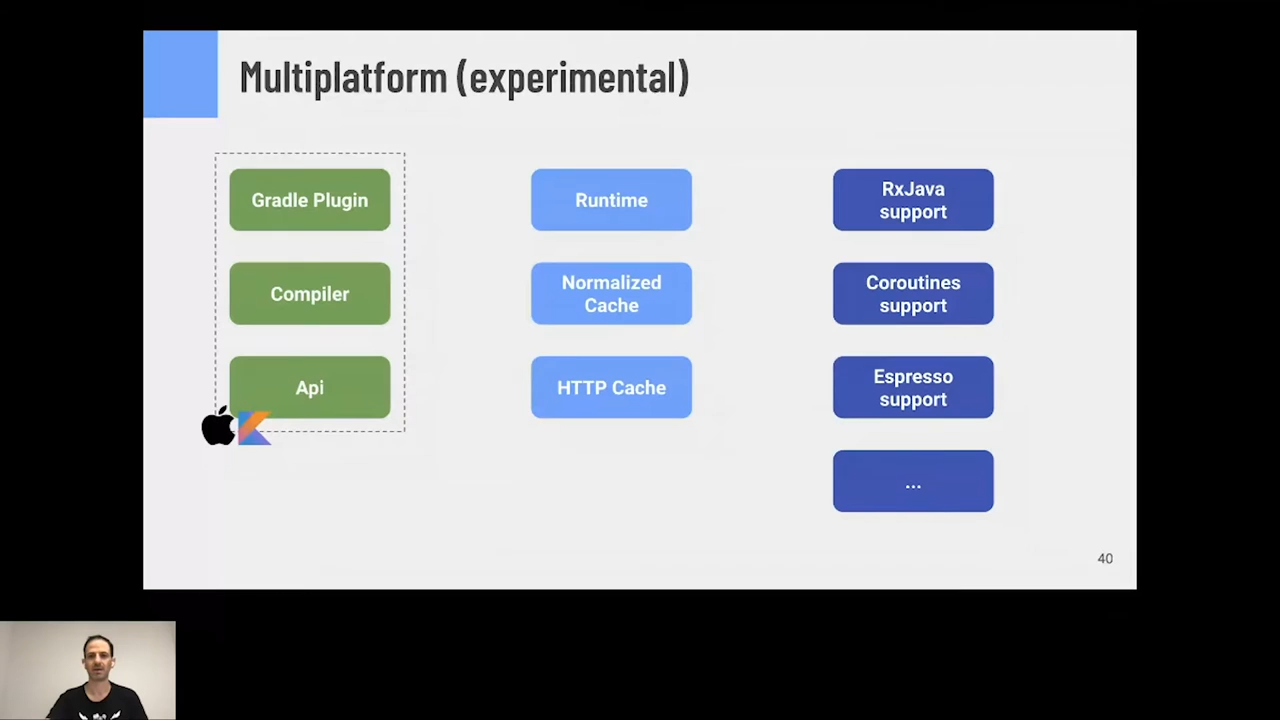 Multiplatform (experimental)
Gradle Plugin
Compiler
Api
Runtime
Normalized
Cache
HTTP Cache
RxJava
support
Coroutines
support
Espresso
support
...
40